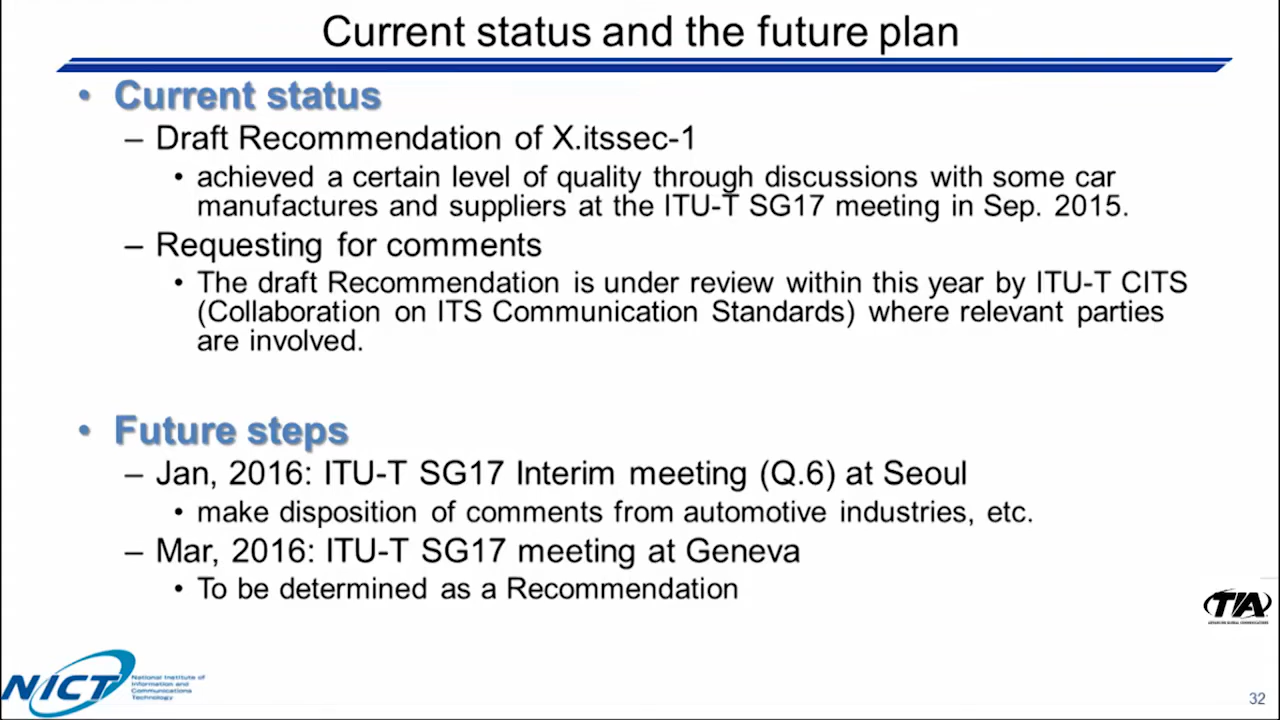 Current status and the future plan
• Current status
– Draft Recommendation of X.itssec-1
• achieved a certain level of quality through discussions with some car
manufactures and suppliers at the ITU-T SG17 meeting in Sep. 2015.
– Requesting for comments
• The draft Recommendation is under review within this year by ITU-T CITS
(Collaboration on ITS Communication Standards) where relevant parties
are involved.
• Future steps
– Jan, 2016: ITU-T SG17 Interim meeting (Q.6) at Seoul
• make disposition of comments from automotive industries, etc.
– Mar, 2016: ITU-T SG17 meeting at Geneva
• To be determined as a Recommendation
TIA
ADVANCING GLOBAL COMMUNICATIONS
NICT
National Institute of
Information and
Communications
Technology
32